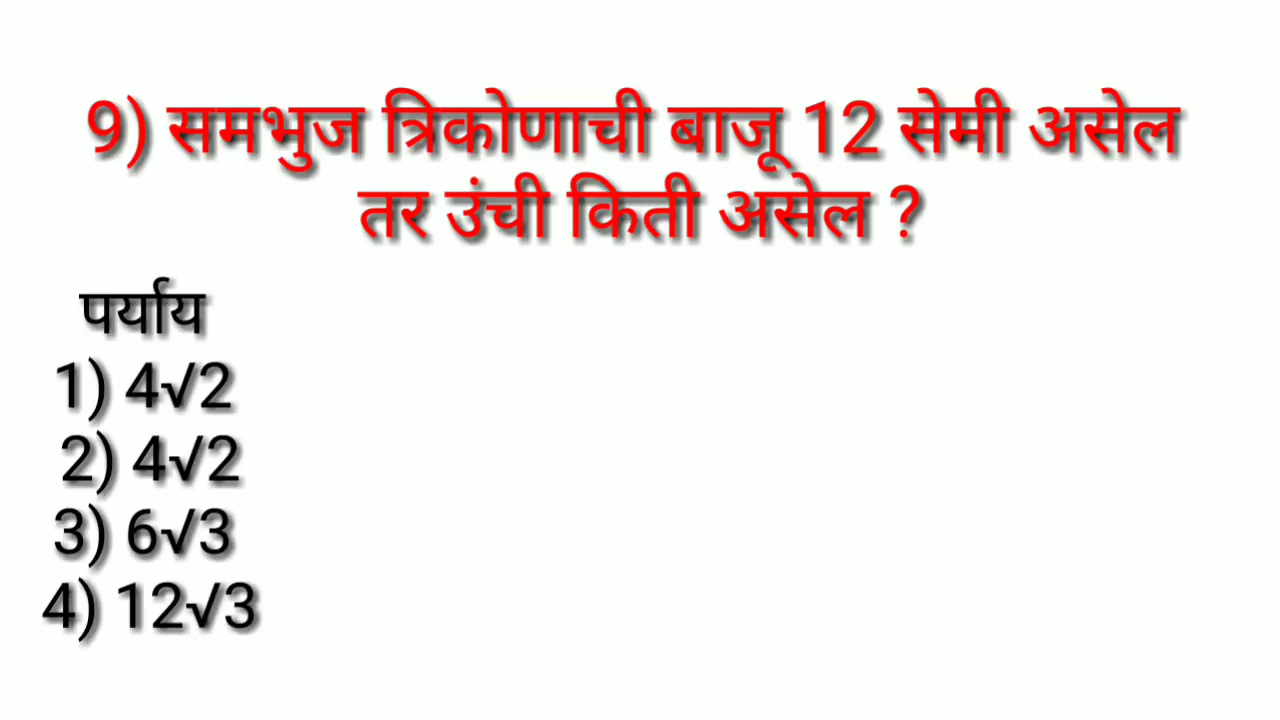 9) समभुज त्रिकोणाची बाजू 12 सेमी असेल
तर उंची किती असेल ?
पर्याय
1) 4√2
2) 4√2
3) 6√3
4) 12√3